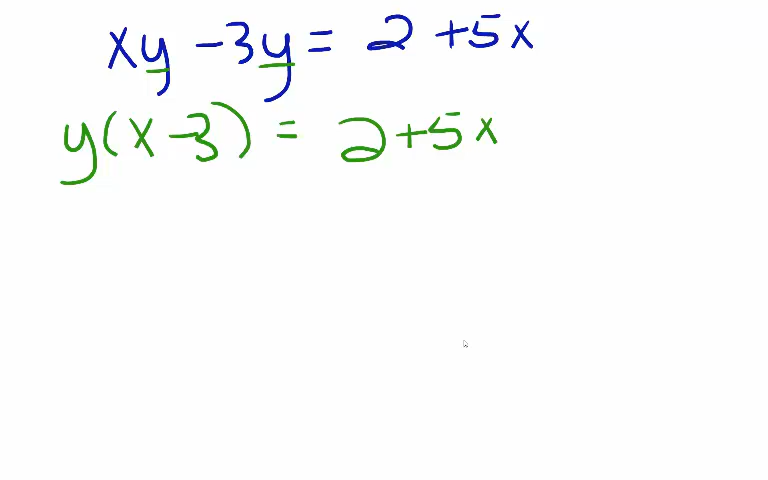 xy - 3y = 2 + 5x
y(x - 3) = 2 + 5x